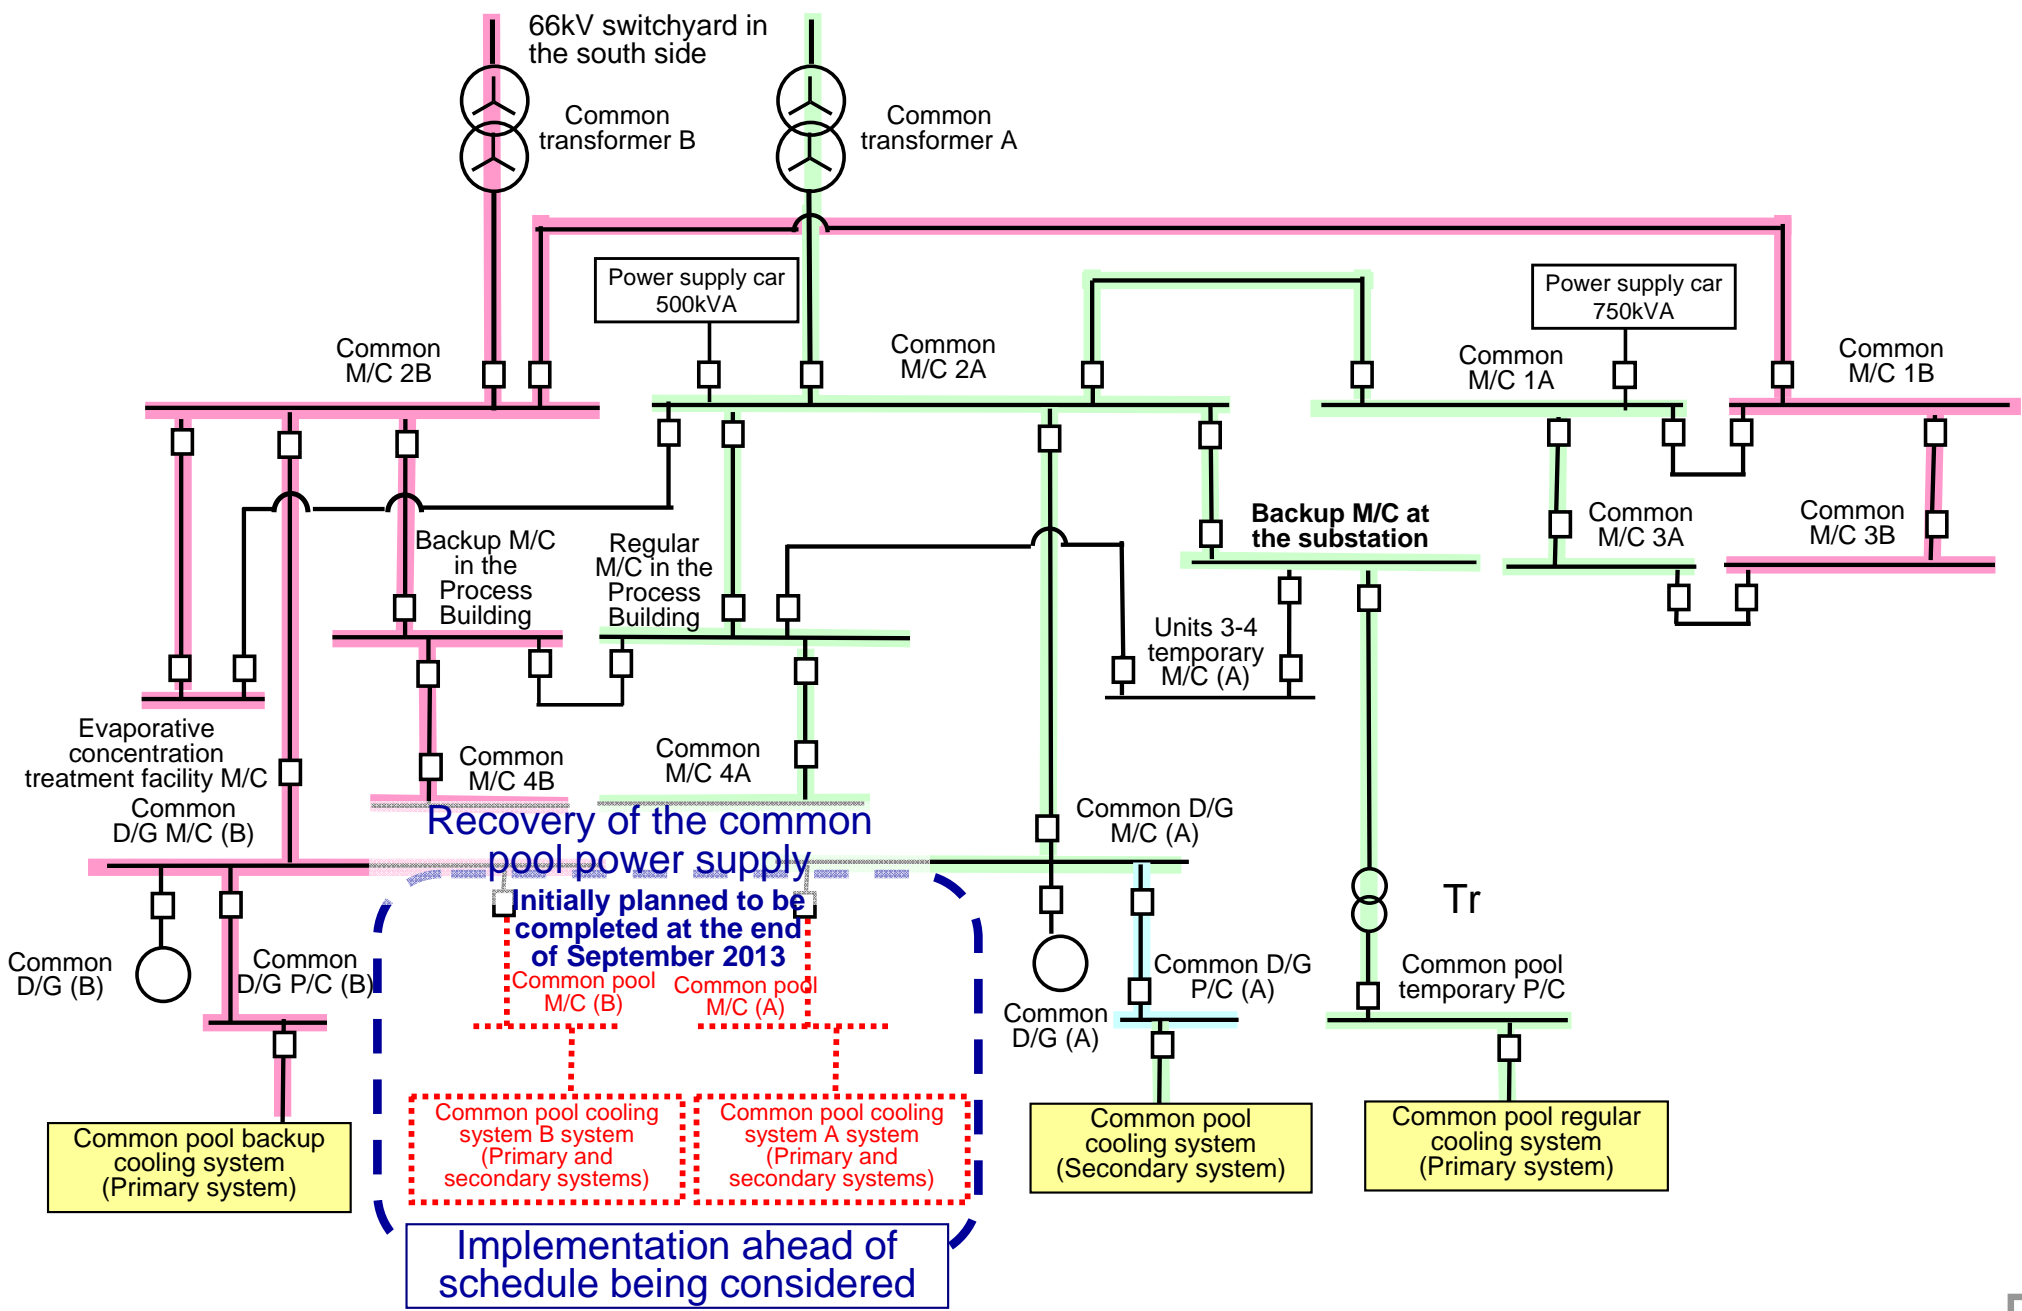 66kV switchyard in
the south side
Common
transformer B
Common
transformer A
Power supply car
500kVA
Power supply car
750kVA
Common
M/C 2B
Common
M/C 2A
Common
M/C 1A
Common
M/C 1B
Backup M/C
in the
Process
Building
Regular
M/C in the
Process
Building
Backup M/C at
the substation
Common
M/C 3A
Common
M/C 3B
Units 3-4
temporary
M/C (A)
Evaporative
concentration
treatment facility M/C
Common
M/C 4B
Common
M/C 4A
Common
D/G M/C (B)
Recovery of the common
pool power supply
Common D/G
M/C (A)
Initially planned to be
completed at the end
of September 2013
Tr
Common
D/G (B)
Common
D/G P/C (B)
Common pool
M/C (B)
Common pool
M/C (A)
Common
D/G (A)
Common D/G
P/C (A)
Common pool
temporary P/C
Common pool backup
cooling system
(Primary system)
Common pool cooling
system B system
(Primary and
secondary systems)
Common pool cooling
system A system
(Primary and
secondary systems)
Common pool
cooling system
(Secondary system)
Common pool regular
cooling system
(Primary system)
Implementation ahead of
schedule being considered